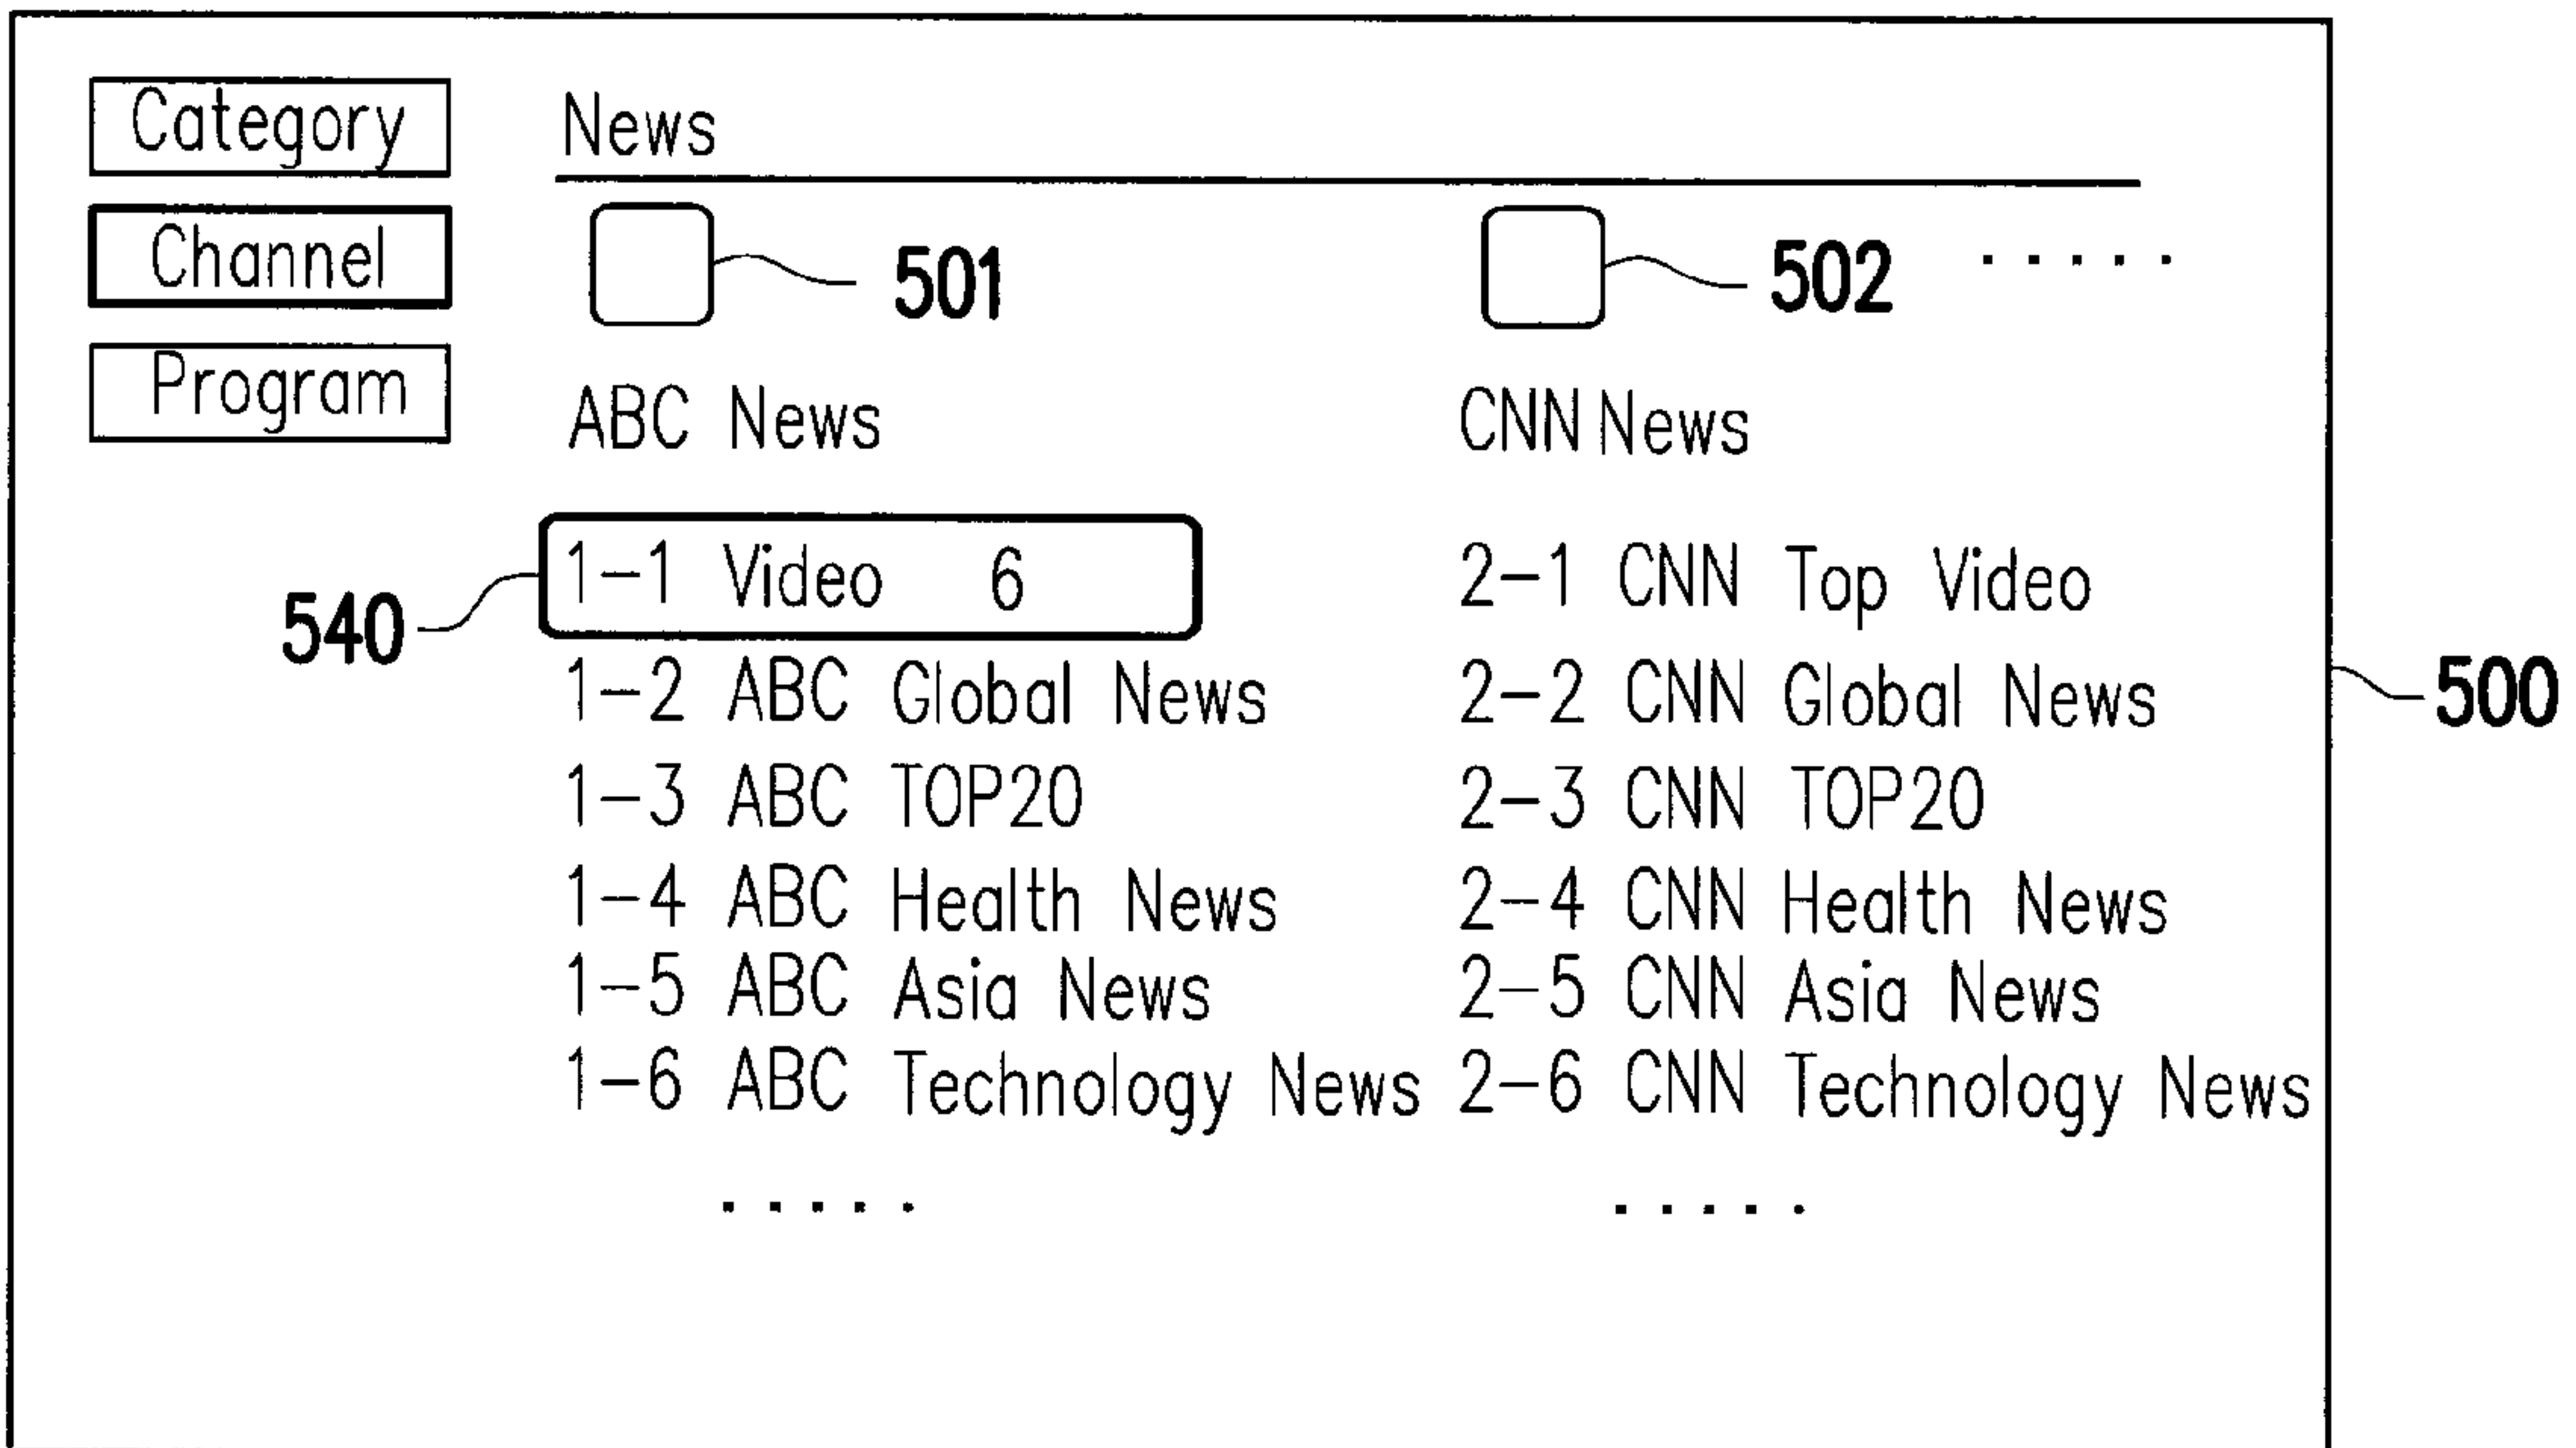 Category
News
Channel
501
502
.....
Program
ABC News
CNN News
1-1 Video 6
2-1 CNN Top Video
540
1-2 ABC Global News
2-2 CNN Global News
500
1-3 ABC TOP20
2-3 CNN TOP20
1-4 ABC Health News
2-4 CNN Health News
1-5 ABC Asia News
2-5 CNN Asia News
1-6 ABC Technology News
2-6 CNN Technology News
.....
.....